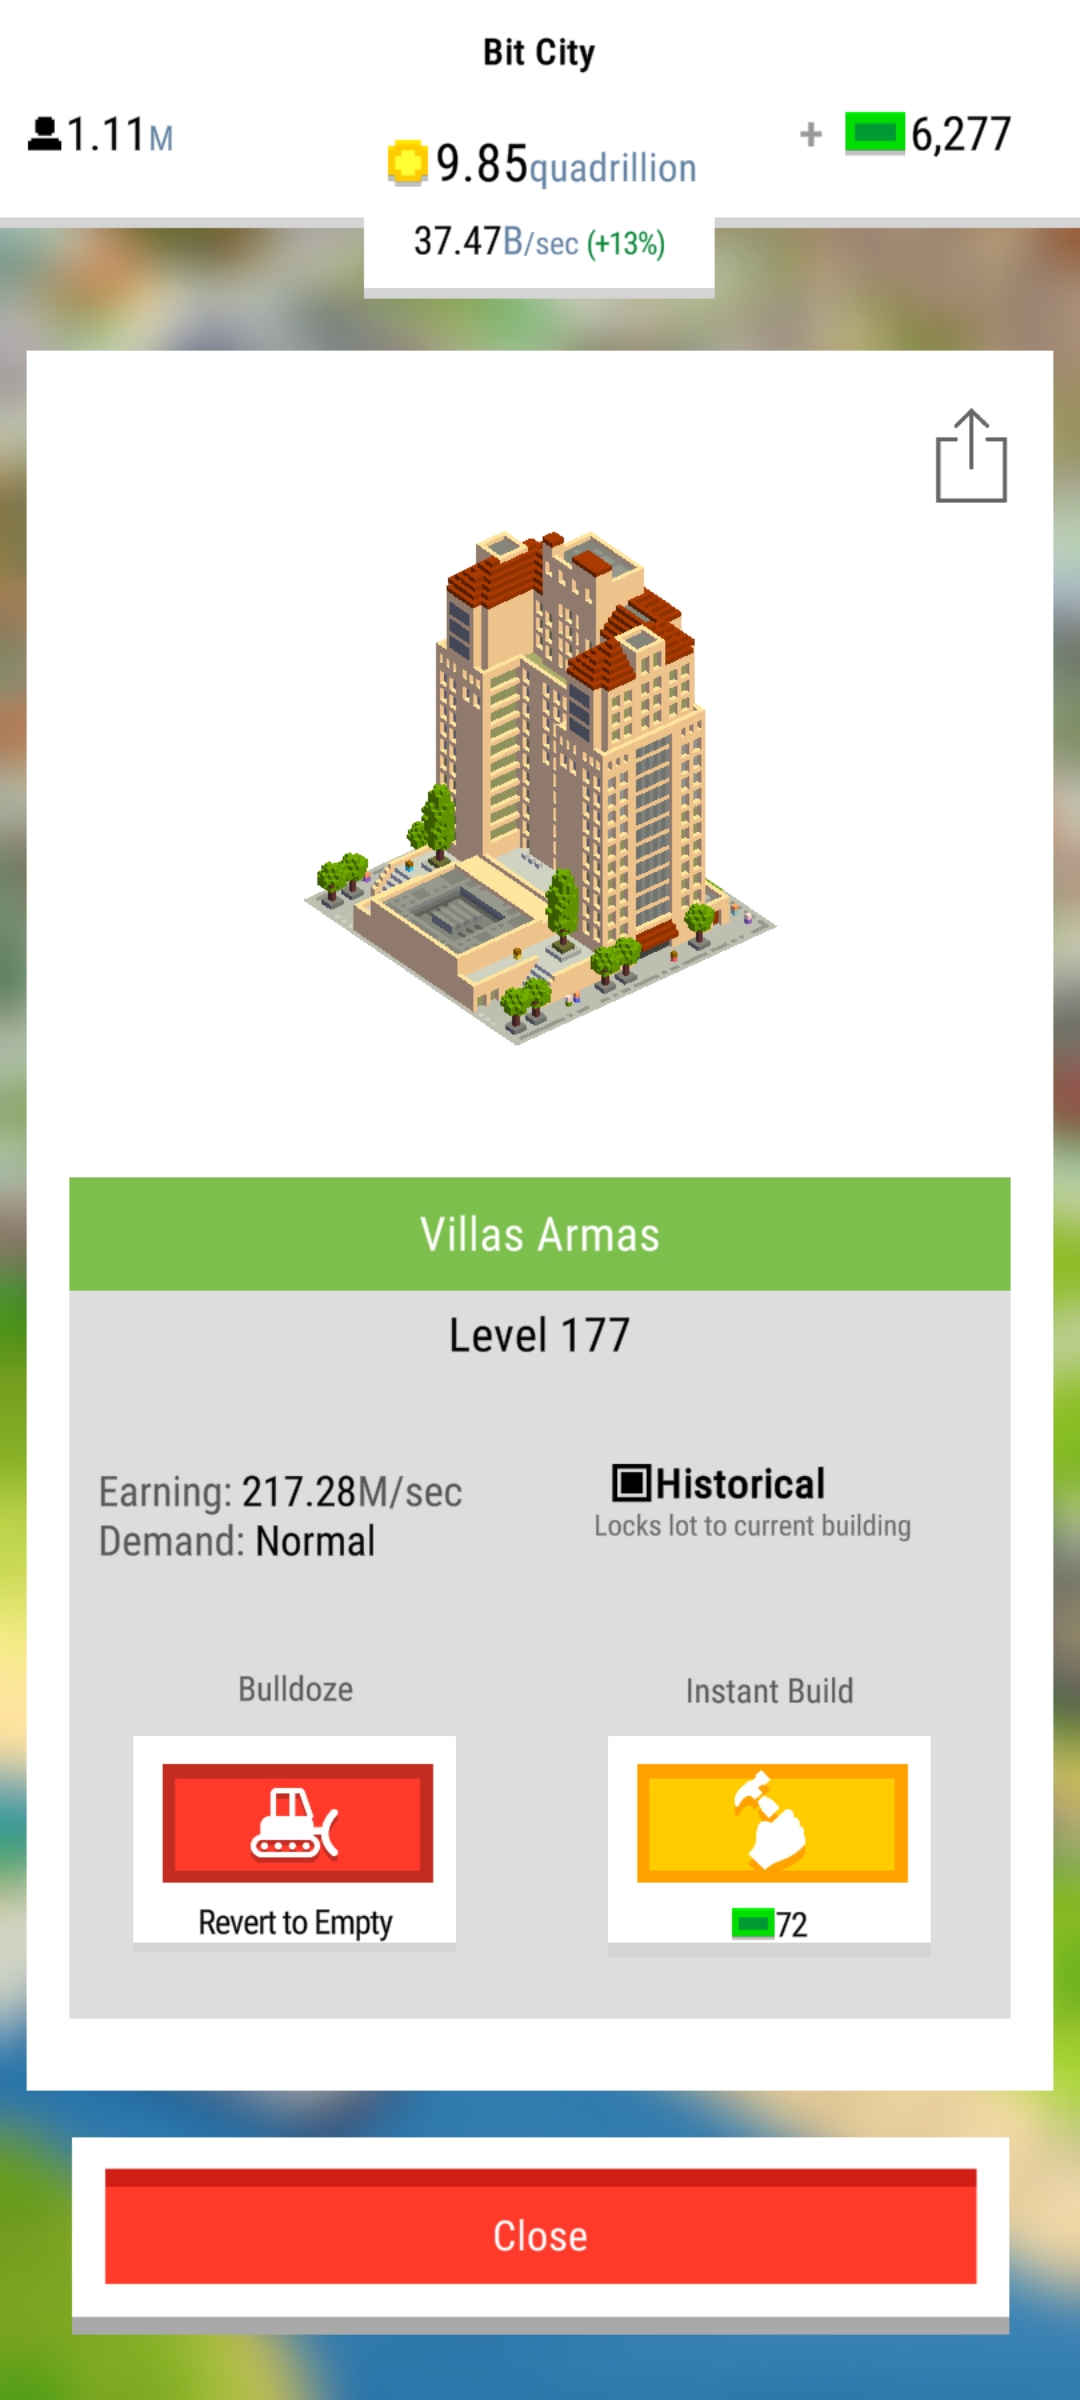 Bit City
1.11M
9.85quadrillion
+ 6,277
37.47B/sec (+13%)
Villas Armas
Level 177
Earning: 217.28M/sec
Demand: Normal
Historical
Locks lot to current building
Bulldoze
Instant Build
Revert to Empty
72
Close